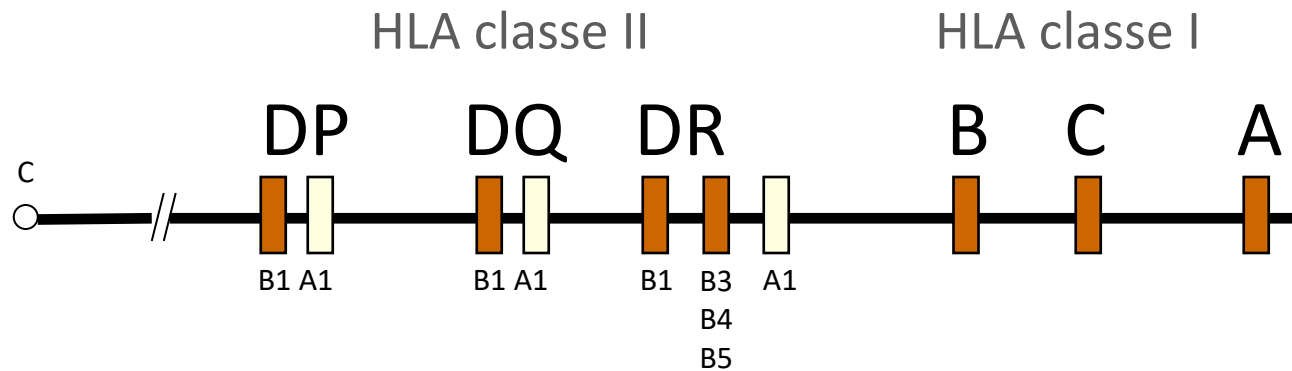 HLA classe II HLA classe I
DP DQ DR B C A
C
B1 A1 B1 A1 B1 B3 A1
B4
B5